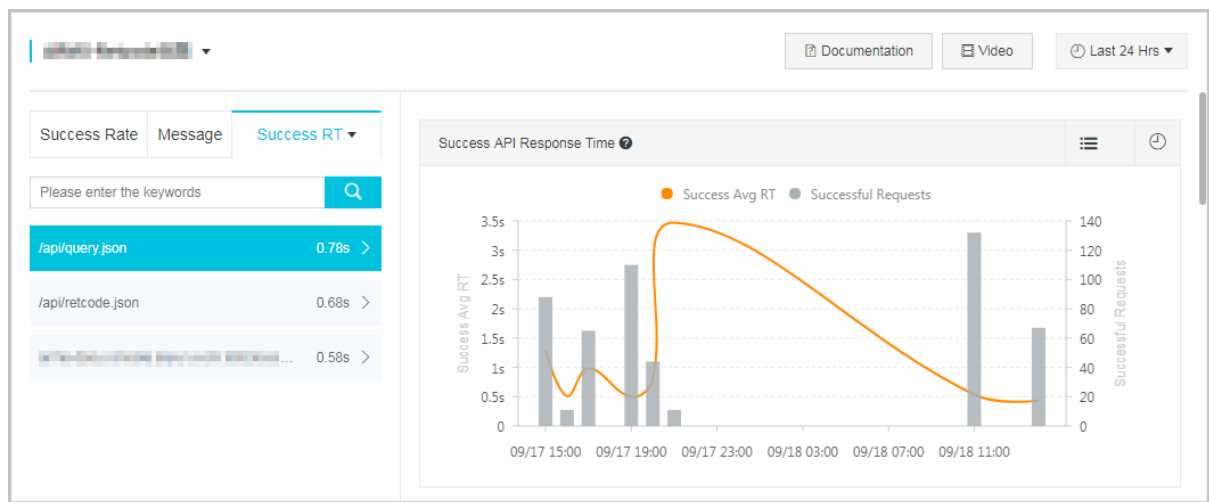 Documentation Video Last 24 Hrs
Success Rate Message Success RT
Please enter the keywords
/api/query.json 0.78s
/api/retcode.json 0.68s
... 0.58s
Success API Response Time ?
Success Avg RT Successful Requests
3.5s 140
3s 120
2.5s 100
2s 80
1.5s 60
1s 40
0.5s 20
0 0
Success Avg RT
Successful Requests
09/17 15:00 09/17 19:00 09/17 23:00 09/18 03:00 09/18 07:00 09/18 11:00